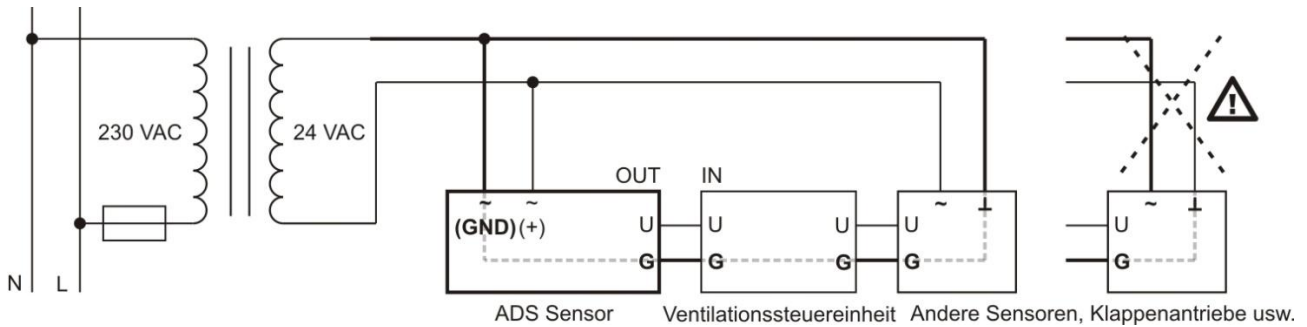 230 VAC
24 VAC
OUT
IN
~
~
~
⊥
~
⊥
(GND)
(+)
U
U
U
U
U
G
G
G
G
G
N
L
ADS Sensor
Ventilationssteuereinheit
Andere Sensoren, Klappenantriebe usw.
!